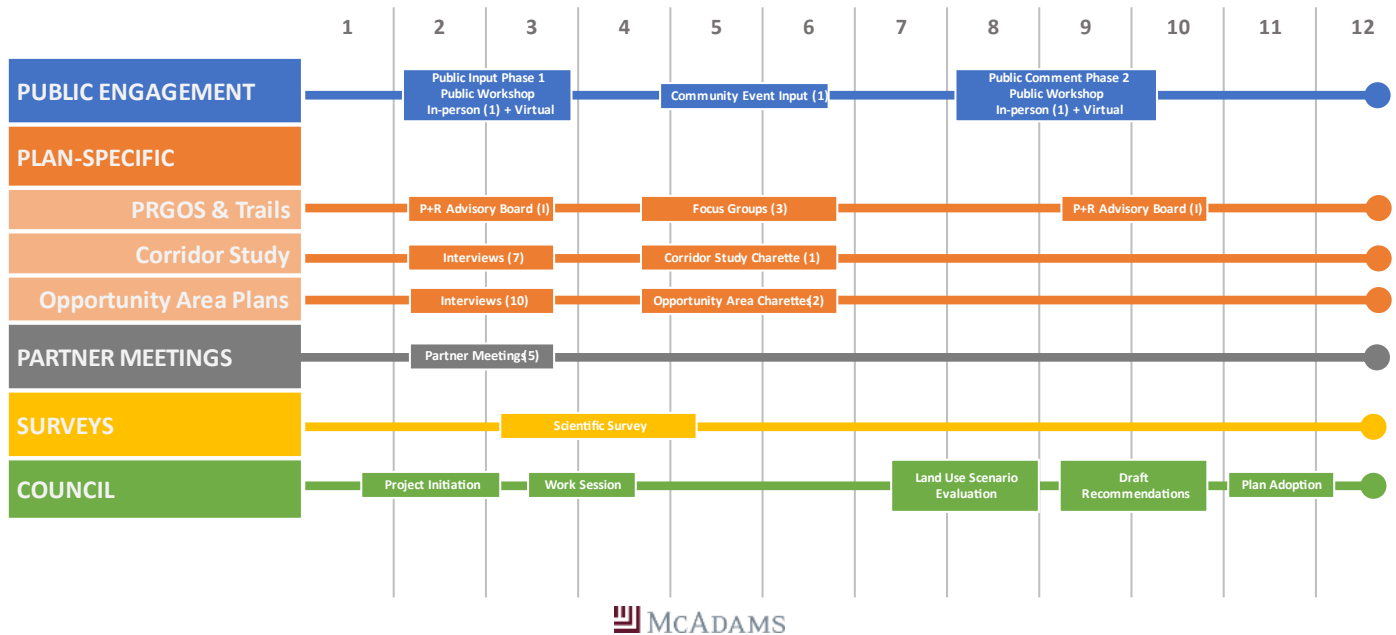 1 2 3 4 5 6 7 8 9 10 11 12
PUBLIC ENGAGEMENT
Public Input Phase 1
Public Workshop
In-person (1) + Virtual
Community Event Input (1)
Public Comment Phase 2
Public Workshop
In-person (1) + Virtual
PLAN-SPECIFIC
PRGOS & Trails
P+R Advisory Board (I)
Focus Groups (3)
P+R Advisory Board (I)
Corridor Study
Interviews (7)
Corridor Study Charette (1)
Opportunity Area Plans
Interviews (10)
Opportunity Area Charettes(2)
PARTNER MEETINGS
Partner Meetings(5)
SURVEYS
Scientific Survey
COUNCIL
Project Initiation
Work Session
Land Use Scenario
Evaluation
Draft
Recommendations
Plan Adoption
MCADAMS